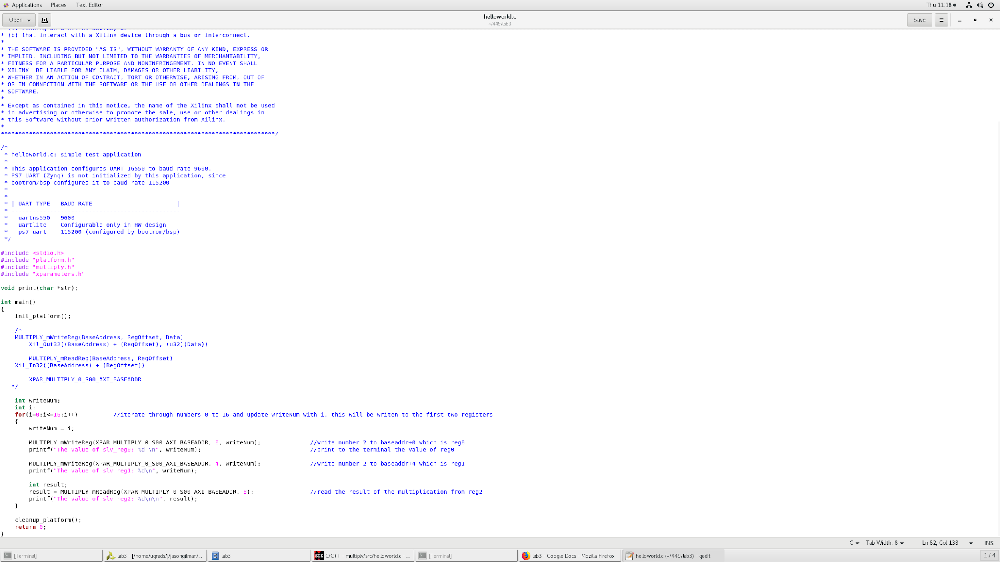 Applications Places Text Editor Thu 11:18
Open helloworld.c Save
~/449/lab3
* (b) that interact with a Xilinx device through a bus or interconnect.
*
* THE SOFTWARE IS PROVIDED "AS IS", WITHOUT WARRANTY OF ANY KIND, EXPRESS OR
* IMPLIED, INCLUDING BUT NOT LIMITED TO THE WARRANTIES OF MERCHANTABILITY,
* FITNESS FOR A PARTICULAR PURPOSE AND NONINFRINGEMENT. IN NO EVENT SHALL
* XILINX  BE LIABLE FOR ANY CLAIM, DAMAGES OR OTHER LIABILITY,
* WHETHER IN AN ACTION OF CONTRACT, TORT OR OTHERWISE, ARISING FROM, OUT OF
* OR IN CONNECTION WITH THE SOFTWARE OR THE USE OR OTHER DEALINGS IN THE
* SOFTWARE.
*
* Except as contained in this notice, the name of the Xilinx shall not be used
* in advertising or otherwise to promote the sale, use or other dealings in
* this Software without prior written authorization from Xilinx.
*
******************************************************************************/

/*
 * helloworld.c: simple test application
 *
 * This application configures UART 16550 to baud rate 9600.
 * PS7 UART (Zynq) is not initialized by this application, since
 * bootrom/bsp configures it to baud rate 115200
 *
 * ------------------------------------------------
 * | UART TYPE   BAUD RATE                        |
 * ------------------------------------------------
 *   uartns550   9600
 *   uartlite    Configurable only in HW design
 *   ps7_uart    115200 (configured by bootrom/bsp)
 */

#include <stdio.h>
#include "platform.h"
#include "multiply.h"
#include "xparameters.h"

void print(char *str);

int main()
{
    init_platform();

    /*
    MULTIPLY_mWriteReg(BaseAddress, RegOffset, Data)
        Xil_Out32((BaseAddress) + (RegOffset), (u32)(Data))

        MULTIPLY_mReadReg(BaseAddress, RegOffset)
    Xil_In32((BaseAddress) + (RegOffset))

        XPAR_MULTIPLY_0_S00_AXI_BASEADDR
   */

    int writeNum;
    int i;
    for(i=0;i<=16;i++)          //iterate through numbers 0 to 16 and update writeNum with i, this will be writen to the first two registers
    {
        writeNum = i;

        MULTIPLY_mWriteReg(XPAR_MULTIPLY_0_S00_AXI_BASEADDR, 0, writeNum);              //write number 2 to baseaddr+0 which is reg0
        printf("The value of slv_reg0: %d \n", writeNum);                               //print to the terminal the value of reg0

        MULTIPLY_mWriteReg(XPAR_MULTIPLY_0_S00_AXI_BASEADDR, 4, writeNum);              //write number 2 to baseaddr+4 which is reg1
        printf("The value of slv_reg1: %d\n", writeNum);

        int result;
        result = MULTIPLY_mReadReg(XPAR_MULTIPLY_0_S00_AXI_BASEADDR, 8);                //read the result of the multiplication from reg2
        printf("The value of slv_reg2: %d\n\n", result);
    }

    cleanup_platform();
    return 0;
}
C Tab Width: 8 Ln 82, Col 138 INS
[Terminal] lab3 - [/home/ugrads/j/jasongilman/... lab3 SDK C/C++ - multiply/src/helloworld.c - ... [Terminal] lab3 - Google Docs - Mozilla Firefox helloworld.c (~/449/lab3) - gedit 1 / 4